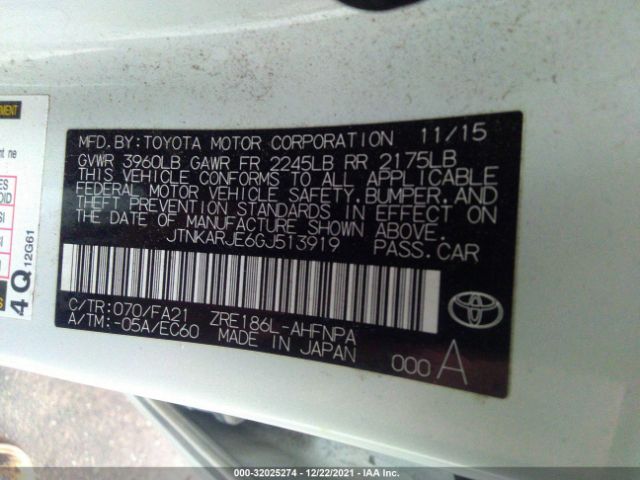 MFD.BY:TOYOTA MOTOR CORPORATION 11/15
GVWR 3960LB GAWR FR 2245LB RR 2175LB
THIS VEHICLE CONFORMS TO ALL APPLICABLE
FEDERAL MOTOR VEHICLE SAFETY,BUMPER,AND
THEFT PREVENTION STANDARDS IN EFFECT ON
THE DATE OF MANUFACTURE SHOWN ABOVE.
JTNKARJE6GJ513919 PASS.CAR
C/TR:070/FA21 ZRE186L-AHFNPA
A/TM:-05A/EC60 MADE IN JAPAN
000 A
TOYOTA
4Q 12G61
000-32025274 - 12/22/2021 - IAA Inc.